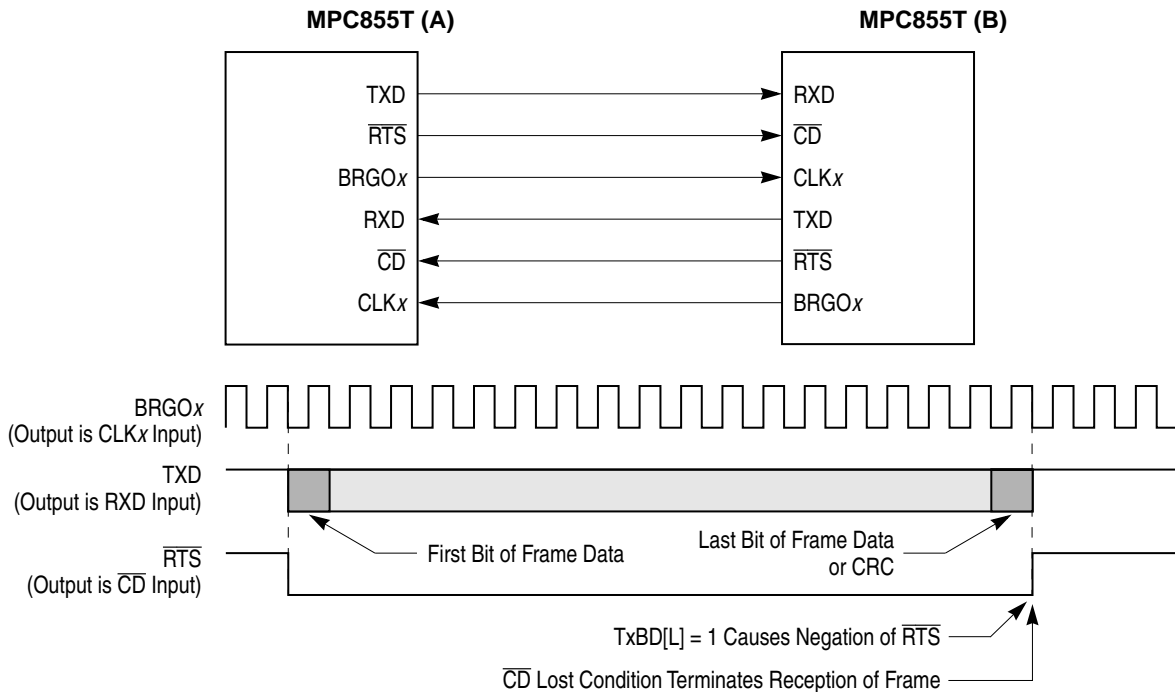 MPC855T (A)
MPC855T (B)
TXD
RXD
RTS
CD
BRGOx
CLKx
RXD
TXD
CD
RTS
CLKx
BRGOx
BRGOx
(Output is CLKx Input)
TXD
(Output is RXD Input)
First Bit of Frame Data
Last Bit of Frame Data
or CRC
RTS
(Output is CD Input)
TxBD[L] = 1 Causes Negation of RTS
CD Lost Condition Terminates Reception of Frame